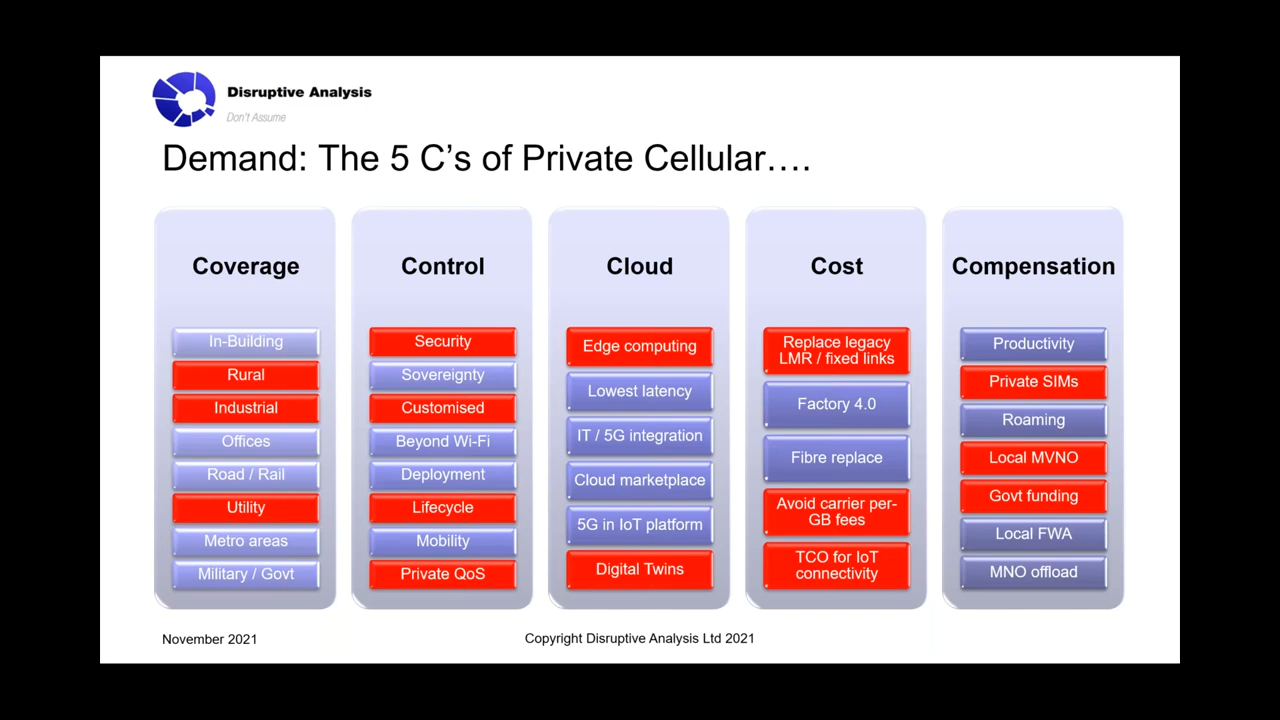 Disruptive Analysis
Don't Assume
Demand: The 5 C’s of Private Cellular….
Coverage
In-Building
Rural
Industrial
Offices
Road / Rail
Utility
Metro areas
Military / Govt
Control
Security
Sovereignty
Customised
Beyond Wi-Fi
Deployment
Lifecycle
Mobility
Private QoS
Cloud
Edge computing
Lowest latency
IT / 5G integration
Cloud marketplace
5G in IoT platform
Digital Twins
Cost
Replace legacy
LMR / fixed links
Factory 4.0
Fibre replace
Avoid carrier per-
GB fees
TCO for IoT
connectivity
Compensation
Productivity
Private SIMs
Roaming
Local MVNO
Govt funding
Local FWA
MNO offload
November 2021
Copyright Disruptive Analysis Ltd 2021